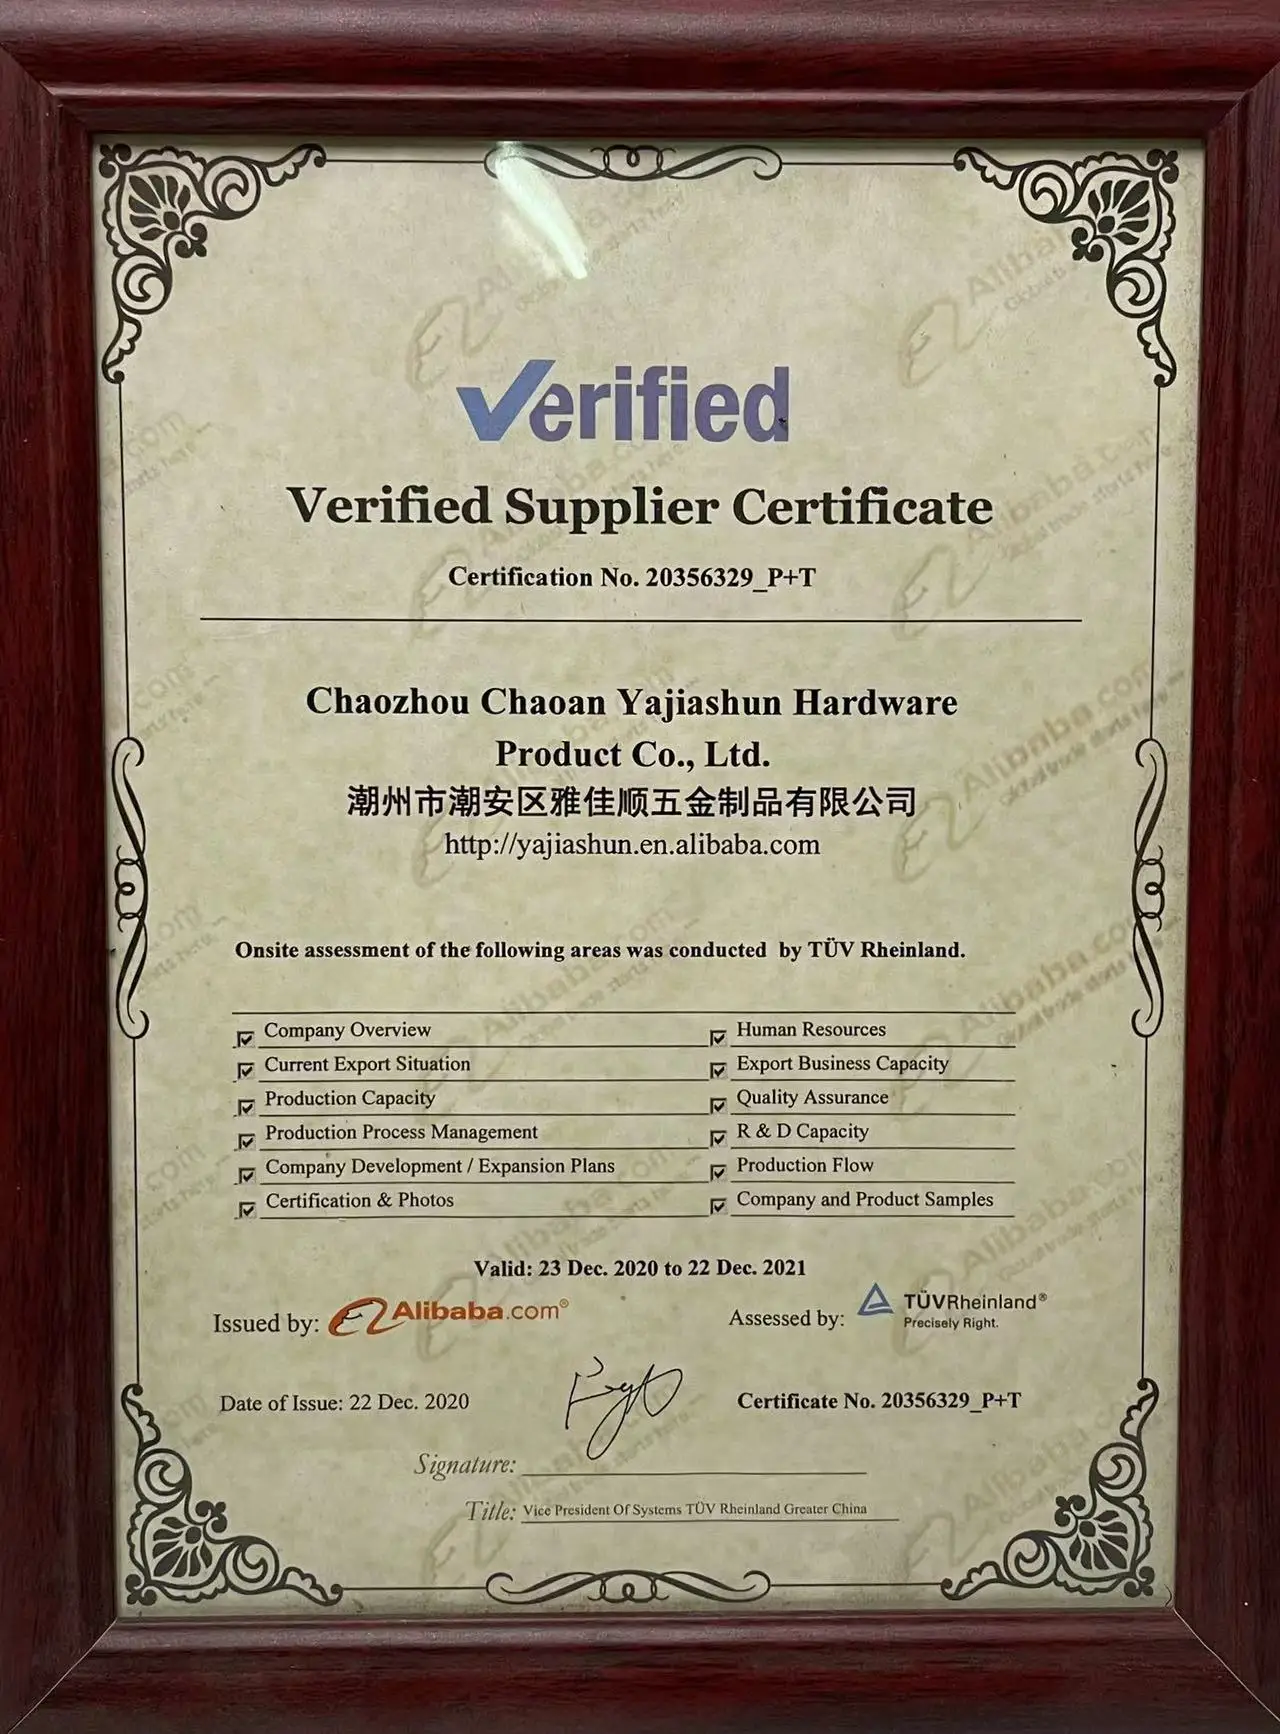 Verified
Verified Supplier Certificate
Certification No. 20356329_P+T
Chaozhou Chaoan Yajiashun Hardware
Product Co., Ltd.
潮州市潮安区雅佳顺五金制品有限公司
http://yajiashun.en.alibaba.com
Onsite assessment of the following areas was conducted by TÜV Rheinland.
Company Overview Human Resources
Current Export Situation Export Business Capacity
Production Capacity Quality Assurance
Production Process Management R & D Capacity
Company Development / Expansion Plans Production Flow
Certification & Photos Company and Product Samples
Valid: 23 Dec. 2020 to 22 Dec. 2021
Issued by: Alibaba.com® Assessed by: TÜVRheinland®
Precisely Right.
Date of Issue: 22 Dec. 2020 Certificate No. 20356329_P+T
Signature:
Title: Vice President Of Systems TÜV Rheinland Greater China